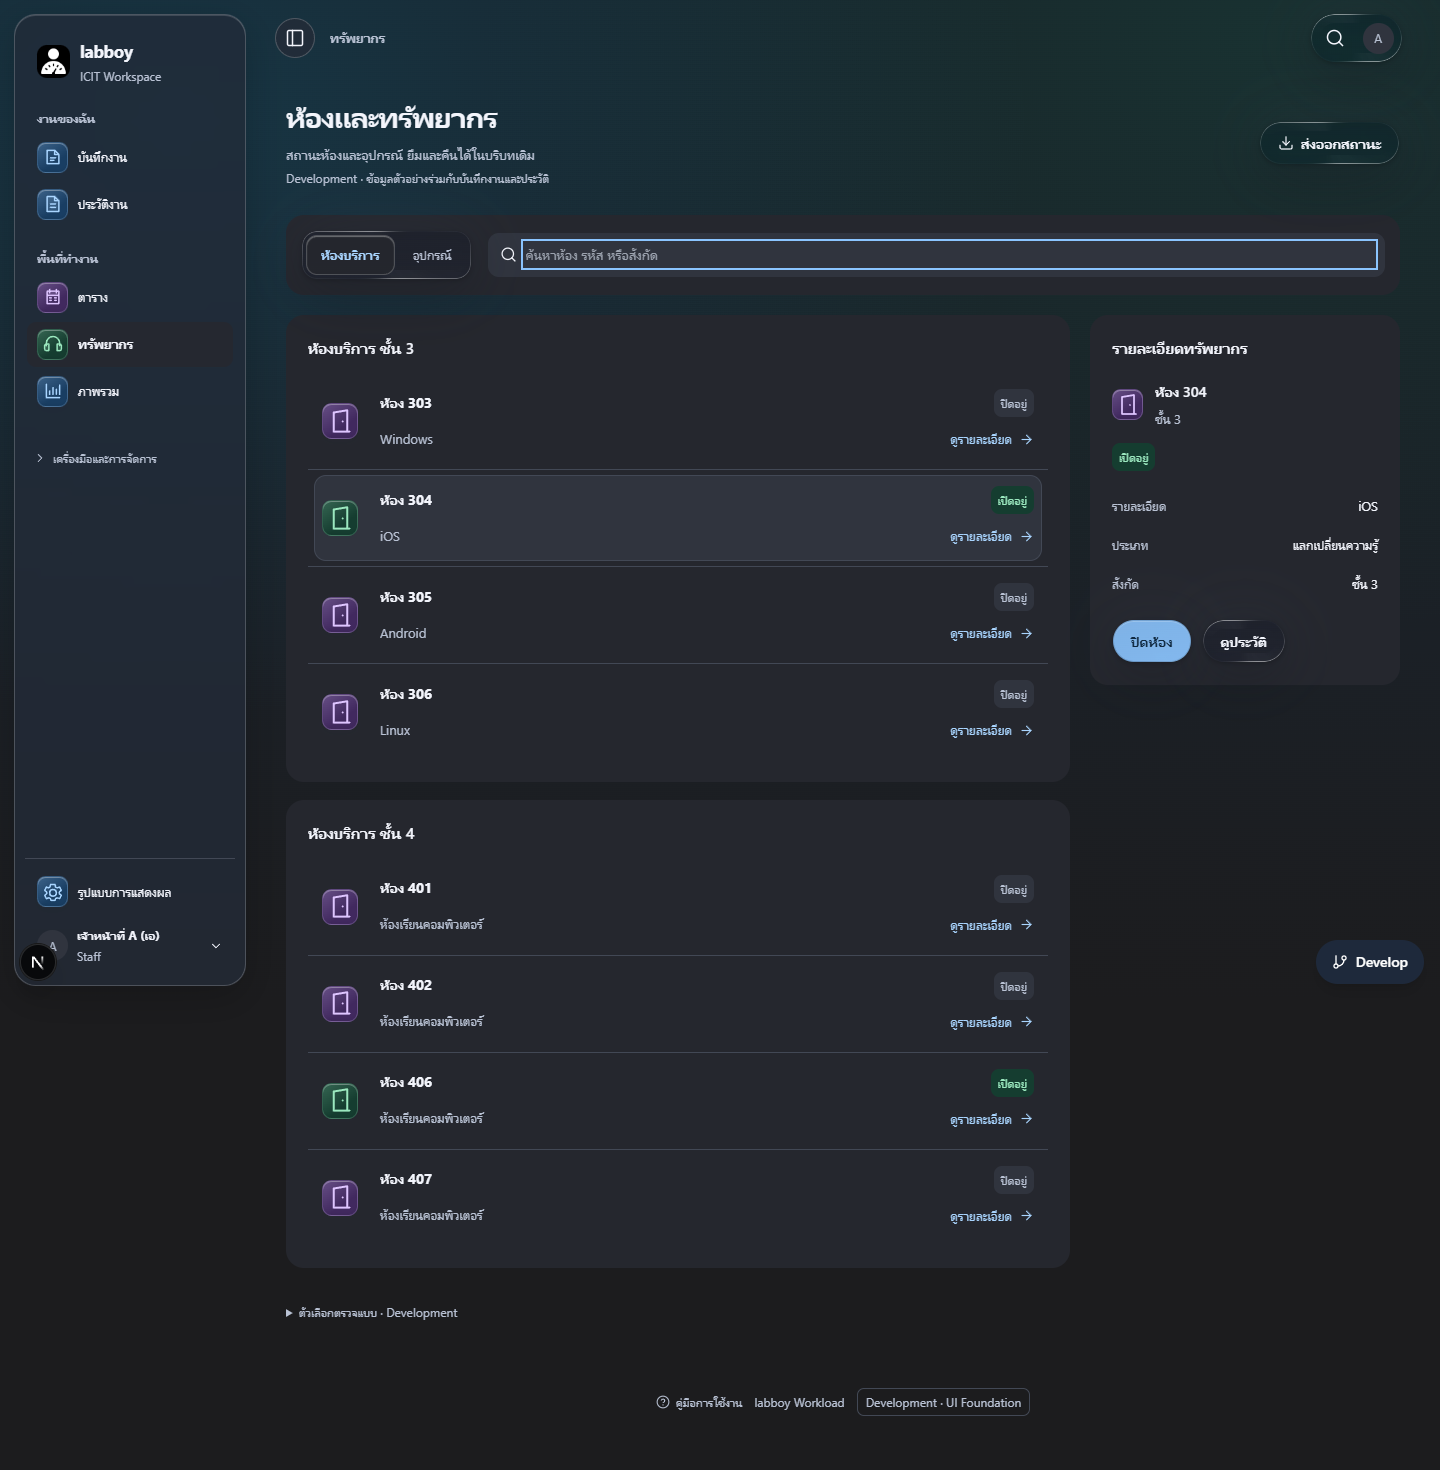 labboy
ICIT Workspace
งานของฉัน
บันทึกงาน
ประวัติงาน
พื้นที่ทำงาน
ตาราง
ทรัพยากร
ภาพรวม
เครื่องมือและการจัดการ
รูปแบบการแสดงผล
A
เจ้าหน้าที่ A (เอ)
Staff
N
ทรัพยากร
A
ห้องและทรัพยากร
สถานะห้องและอุปกรณ์ ยืมและคืนได้ในบริบทเดิม
Development · ข้อมูลตัวอย่างร่วมกับบันทึกงานและประวัติ
ส่งออกสถานะ
ห้องบริการ
อุปกรณ์
ค้นหาห้อง รหัส หรือสังกัด
ห้องบริการ ชั้น 3
ห้อง 303
ปิดอยู่
Windows
ดูรายละเอียด
ห้อง 304
เปิดอยู่
iOS
ดูรายละเอียด
ห้อง 305
ปิดอยู่
Android
ดูรายละเอียด
ห้อง 306
ปิดอยู่
Linux
ดูรายละเอียด
ห้องบริการ ชั้น 4
ห้อง 401
ปิดอยู่
ห้องเรียนคอมพิวเตอร์
ดูรายละเอียด
ห้อง 402
ปิดอยู่
ห้องเรียนคอมพิวเตอร์
ดูรายละเอียด
ห้อง 406
เปิดอยู่
ห้องเรียนคอมพิวเตอร์
ดูรายละเอียด
ห้อง 407
ปิดอยู่
ห้องเรียนคอมพิวเตอร์
ดูรายละเอียด
รายละเอียดทรัพยากร
ห้อง 304
ชั้น 3
เปิดอยู่
รายละเอียด iOS
ประเภท แลกเปลี่ยนความรู้
สังกัด ชั้น 3
ปิดห้อง
ดูประวัติ
Develop
ตัวเลือกตรวจแบบ · Development
คู่มือการใช้งาน labboy Workload Development · UI Foundation